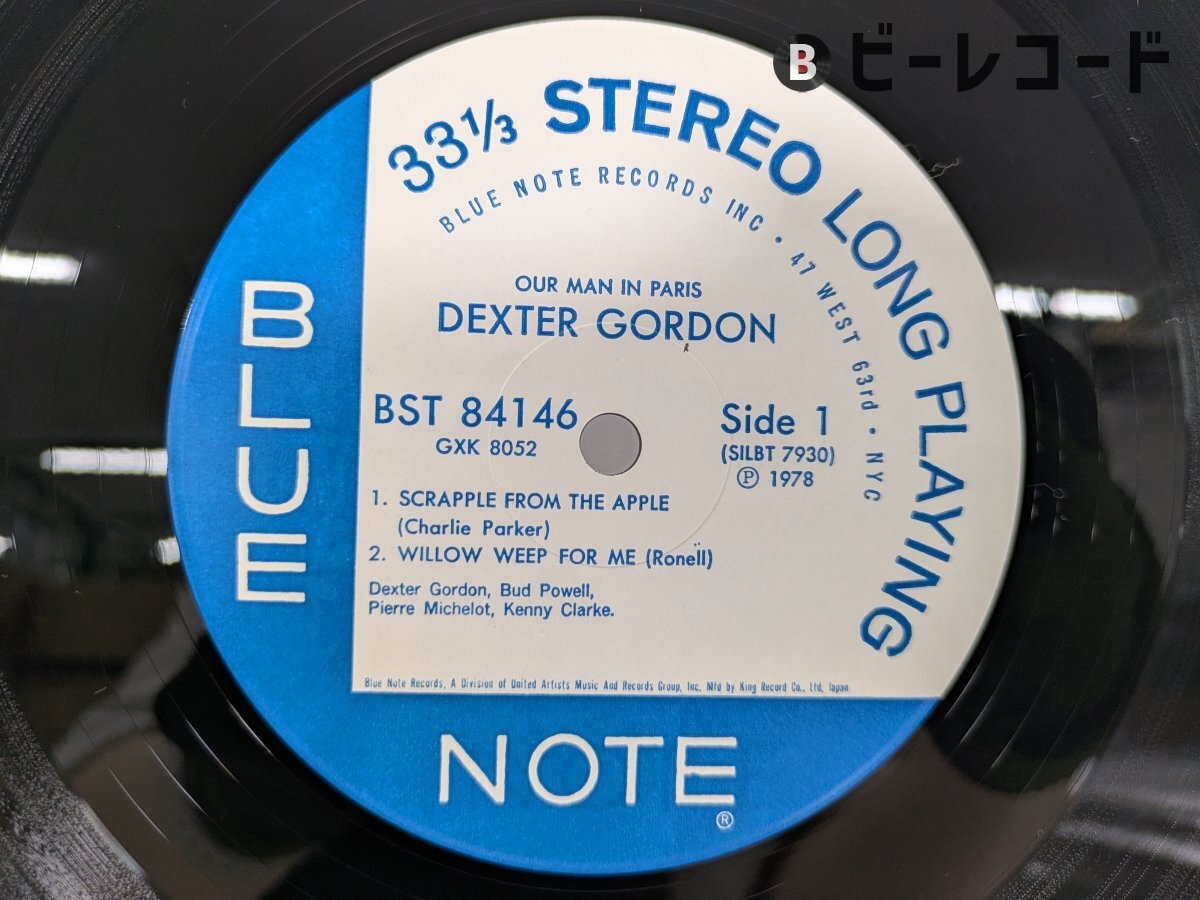 B ビーレコード
33⅓ STEREO LONG PLAYING
BLUE NOTE RECORDS INC • 47 WEST 63rd • NYC
OUR MAN IN PARIS
DEXTER GORDON
BST 84146
GXK 8052
Side 1
(SILBT 7930)
℗ 1978
1. SCRAPPLE FROM THE APPLE
(Charlie Parker)
2. WILLOW WEEP FOR ME (Ronell)
Dexter Gordon, Bud Powell,
Pierre Michelot, Kenny Clarke.
Blue Note Records, A Division of United Artists Music And Records Group, Inc. Mfd by King Record Co., Ltd, Japan
BLUE
NOTE
®